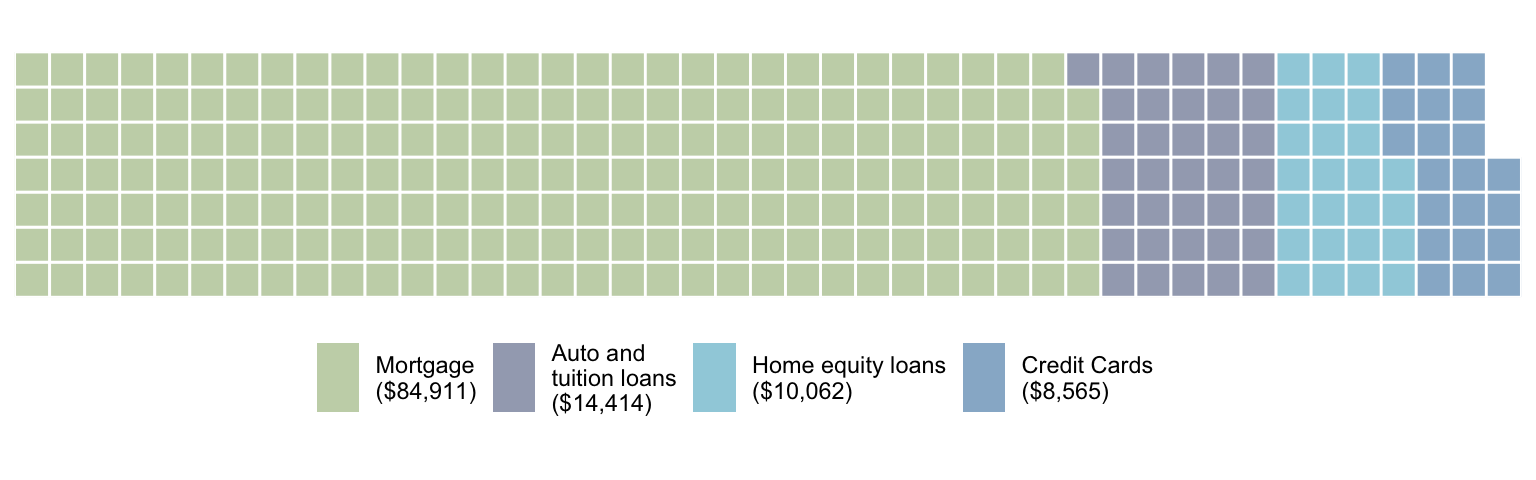 Mortgage
($84,911)
Auto and
tuition loans
($14,414)
Home equity loans
($10,062)
Credit Cards
($8,565)